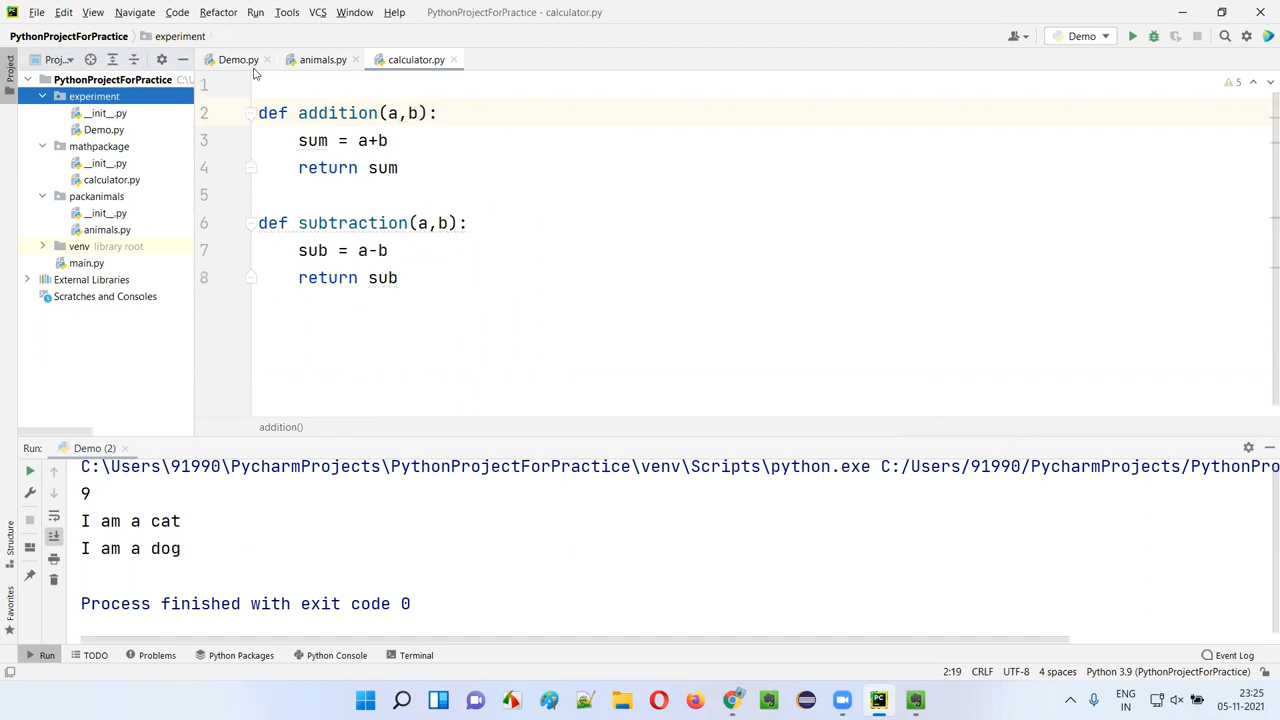 File Edit View Navigate Code Refactor Run Tools VCS Window Help PythonProjectForPractice - calculator.py
PythonProjectForPractice experiment Demo
Project
Proj... Demo.py animals.py calculator.py
PythonProjectForPractice C:\U
experiment
__init__.py
Demo.py
mathpackage
__init__.py
calculator.py
packanimals
__init__.py
animals.py
venv library root
main.py
External Libraries
Scratches and Consoles
5
1
2 def addition(a,b):
3 sum = a+b
4 return sum
5
6 def subtraction(a,b):
7 sub = a-b
8 return sub
addition()
Run: Demo (2)
C:\Users\91990\PycharmProjects\PythonProjectForPractice\venv\Scripts\python.exe C:/Users/91990/PycharmProjects/PythonPro
9
I am a cat
I am a dog
Process finished with exit code 0
Structure
Favorites
Run TODO Problems Python Packages Python Console Terminal Event Log
2:19 CRLF UTF-8 4 spaces Python 3.9 (PythonProjectForPractice)
ENG
IN
23:25
05-11-2021